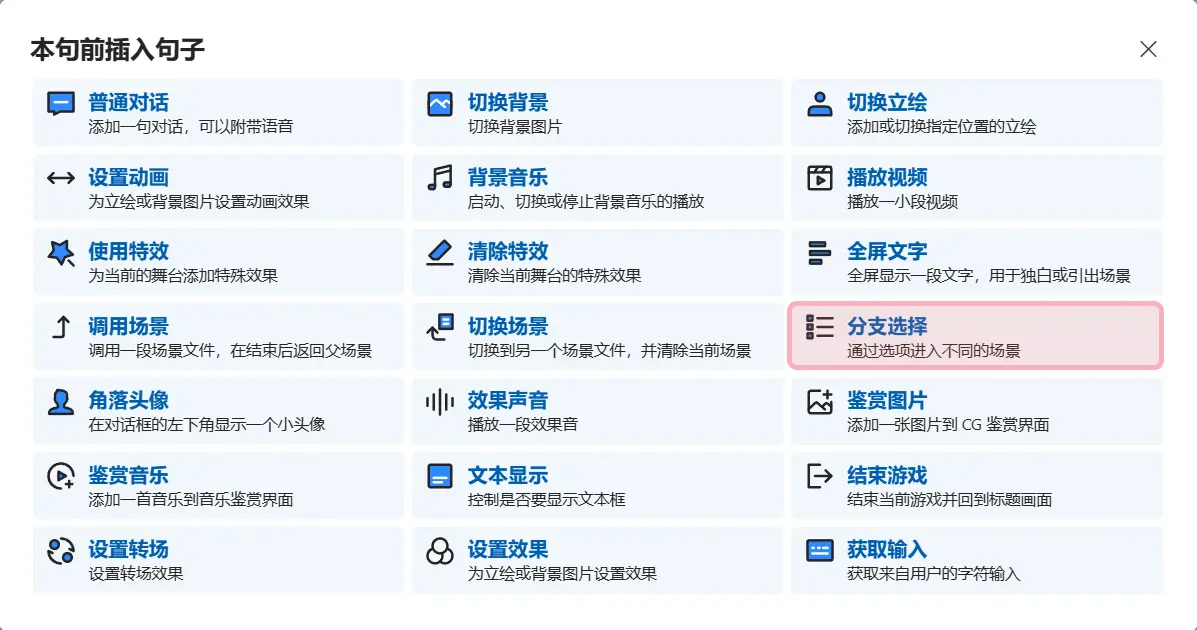 本句前插入句子
普通对话
添加一句对话，可以附带语音
切换背景
切换背景图片
切换立绘
添加或切换指定位置的立绘
设置动画
为立绘或背景图片设置动画效果
背景音乐
启动、切换或停止背景音乐的播放
播放视频
播放一小段视频
使用特效
为当前的舞台添加特殊效果
清除特效
清除当前舞台的特殊效果
全屏文字
全屏显示一段文字，用于独白或引出场景
调用场景
调用一段场景文件，在结束后返回父场景
切换场景
切换到另一个场景文件，并清除当前场景
分支选择
通过选项进入不同的场景
角落头像
在对话框的左下角显示一个小头像
效果声音
播放一段效果音
鉴赏图片
添加一张图片到 CG 鉴赏界面
鉴赏音乐
添加一首音乐到音乐鉴赏界面
文本显示
控制是否要显示文本框
结束游戏
结束当前游戏并回到标题画面
设置转场
设置转场效果
设置效果
为立绘或背景图片设置效果
获取输入
获取来自用户的字符输入